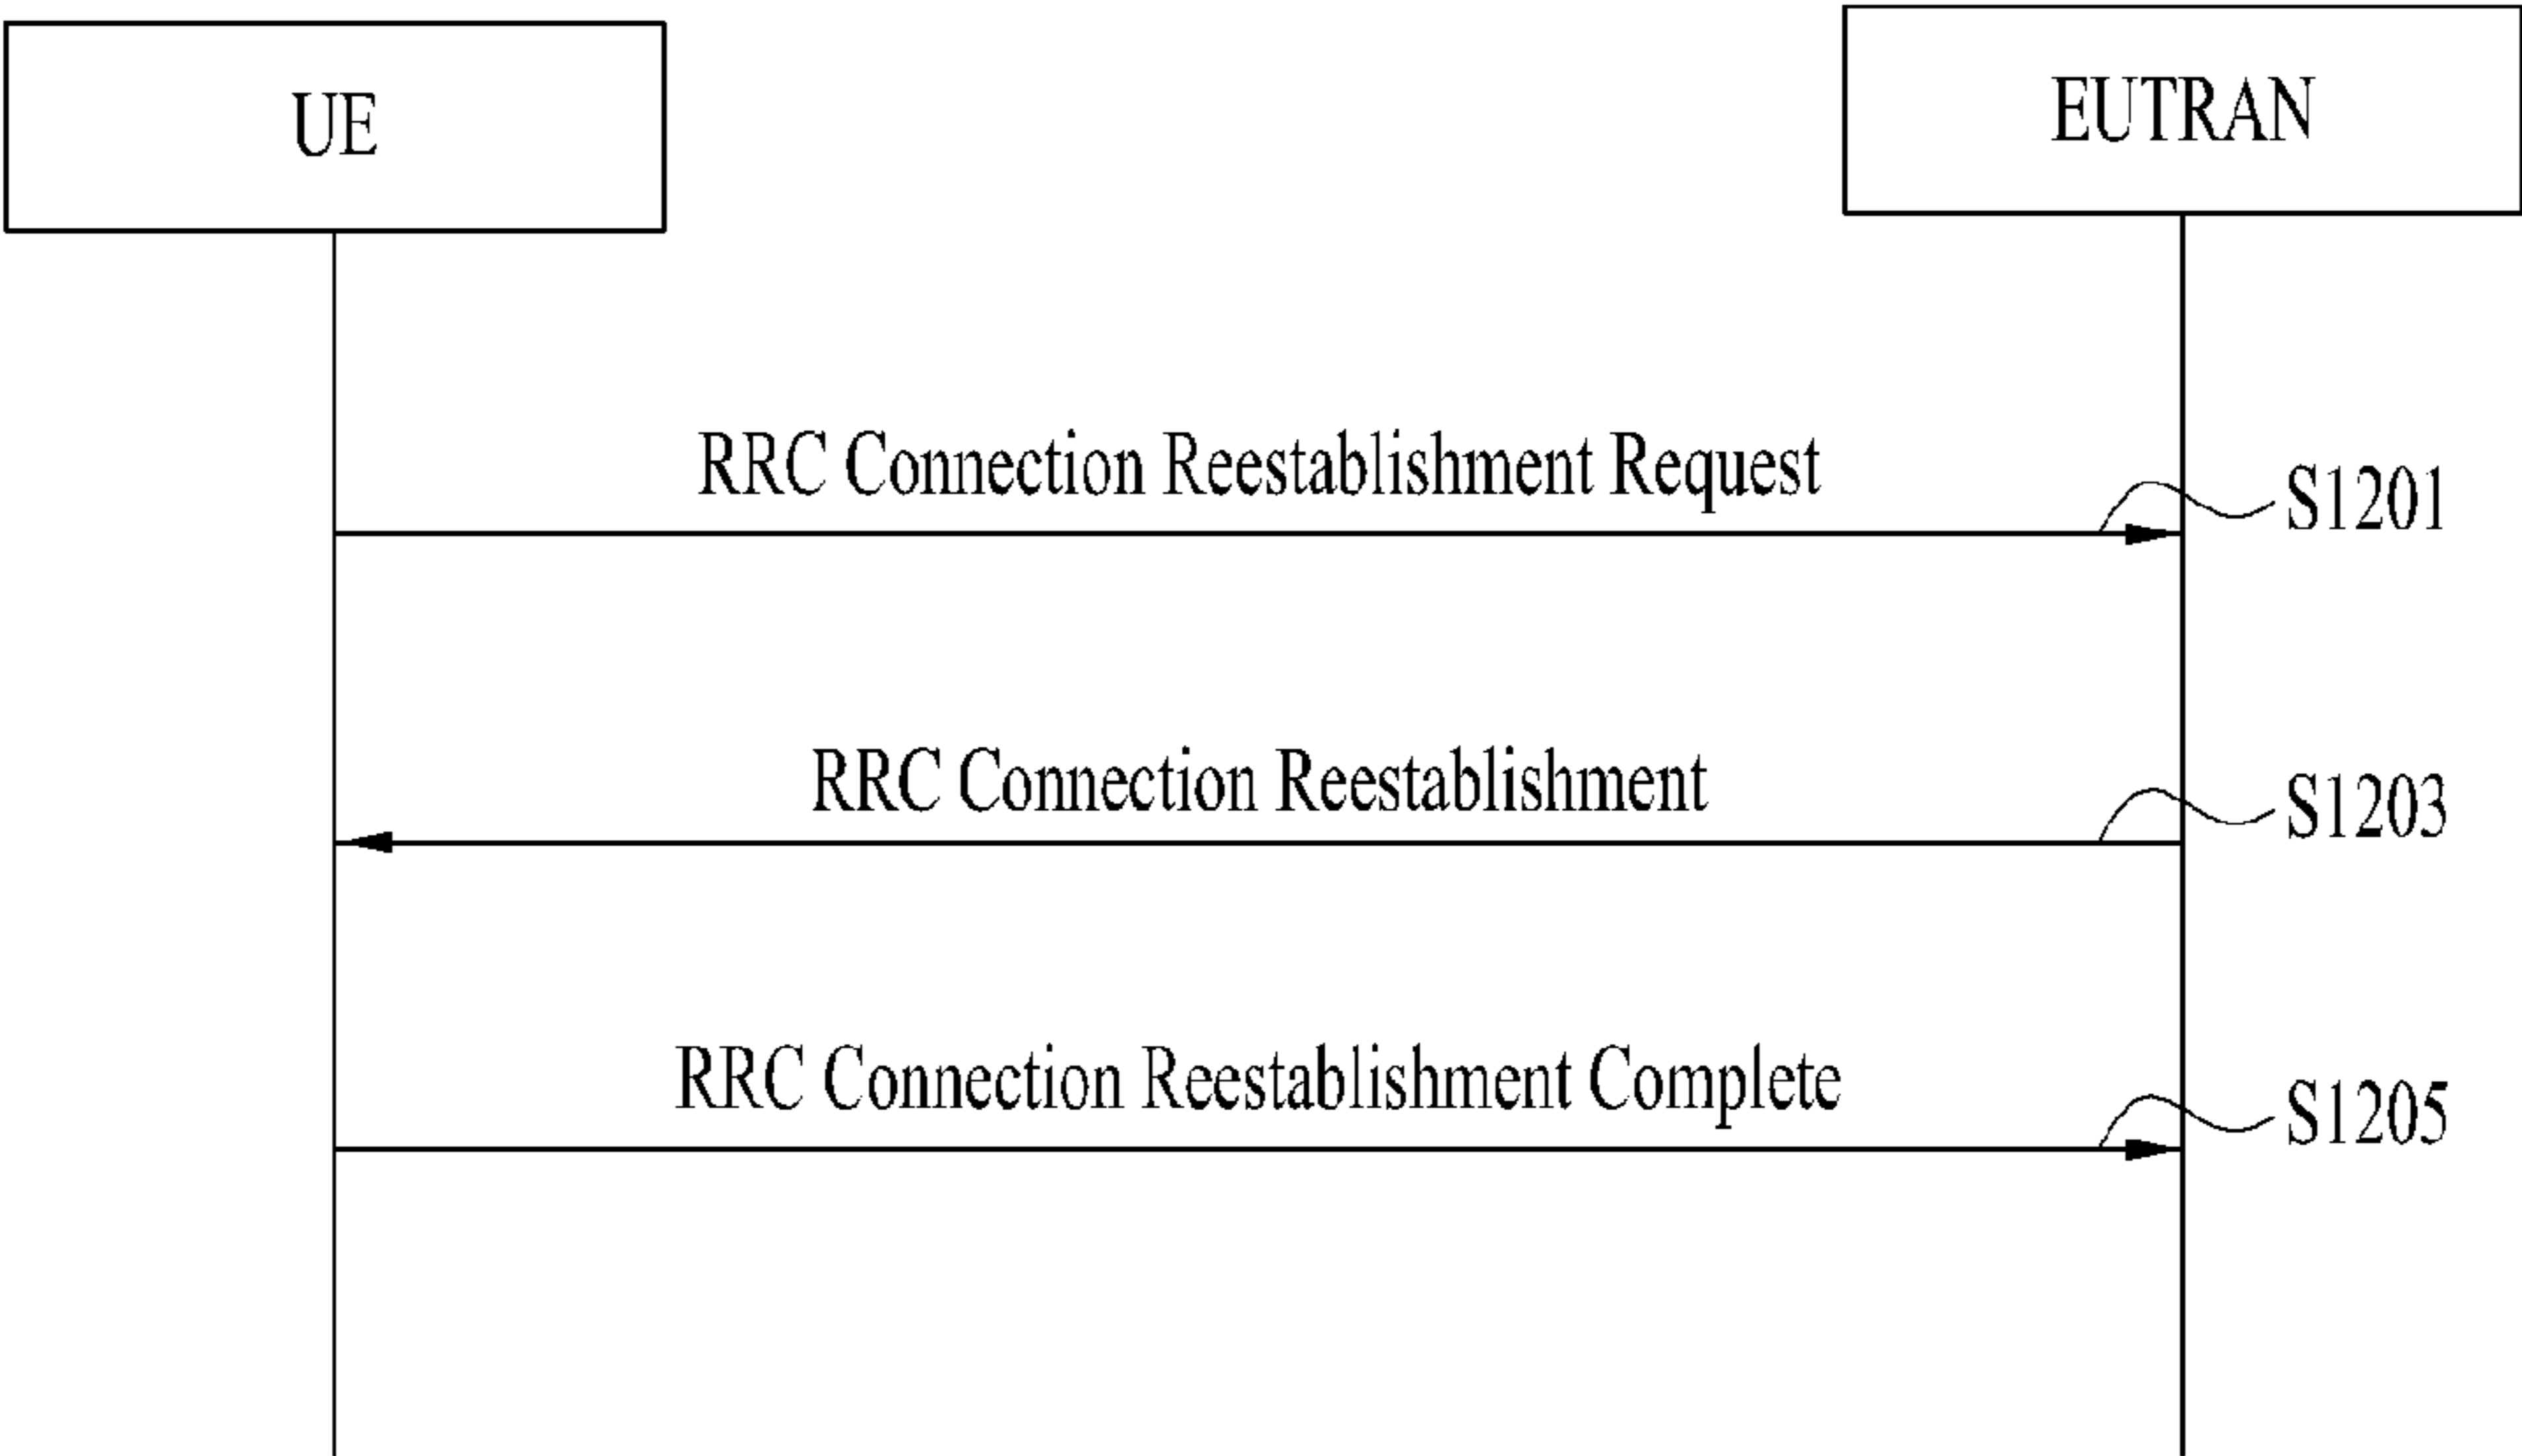 UE
EUTRAN
RRC Connection Reestablishment Request
S1201
RRC Connection Reestablishment
S1203
RRC Connection Reestablishment Complete
S1205